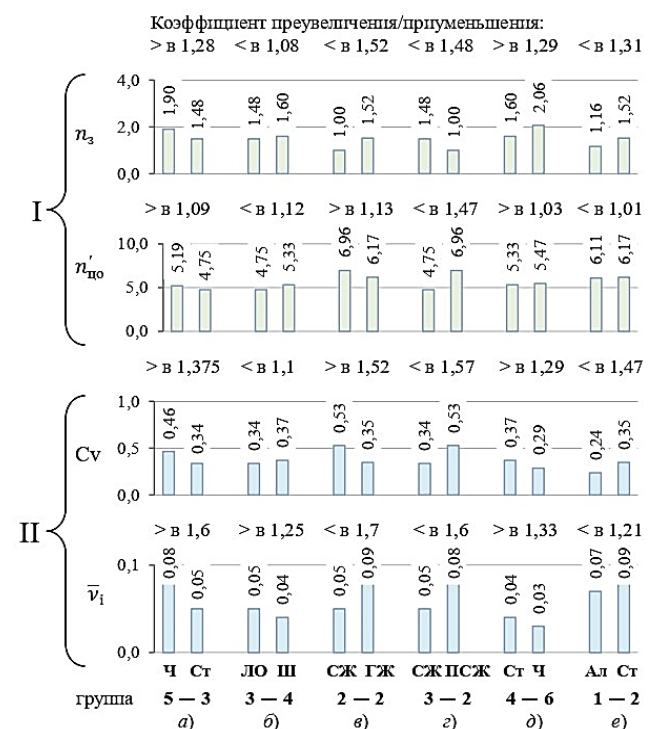 Коэффициент преувеличения/приуменьшения:
> в 1,28 < в 1,08 < в 1,52 < в 1,48 > в 1,29 < в 1,31
4,0
2,0
0,0
nз
1,90 1,48 1,48 1,60 1,00 1,52 1,48 1,00 1,60 2,06 1,16 1,52
I
> в 1,09 < в 1,12 > в 1,13 < в 1,47 > в 1,03 < в 1,01
10,0
5,0
0,0
n'цо
5,19 4,75 4,75 5,33 6,96 6,17 4,75 6,96 5,33 5,47 6,11 6,17
> в 1,375 < в 1,1 > в 1,52 < в 1,57 > в 1,29 < в 1,47
1,0
0,5
0,0
Cv
0,46 0,34 0,34 0,37 0,53 0,35 0,34 0,53 0,37 0,29 0,24 0,35
II
> в 1,6 > в 1,25 < в 1,7 < в 1,6 > в 1,33 < в 1,21
0,1
0,0
ν̅i
0,08 0,05 0,05 0,04 0,05 0,09 0,05 0,08 0,04 0,03 0,07 0,09
Ч Ст ЛО Ш СЖ ГЖ СЖ ПСЖ Ст Ч Ал Ст
группа 5 — 3 3 — 4 2 — 2 3 — 2 4 — 6 1 — 2
а) б) в) г) д) е)